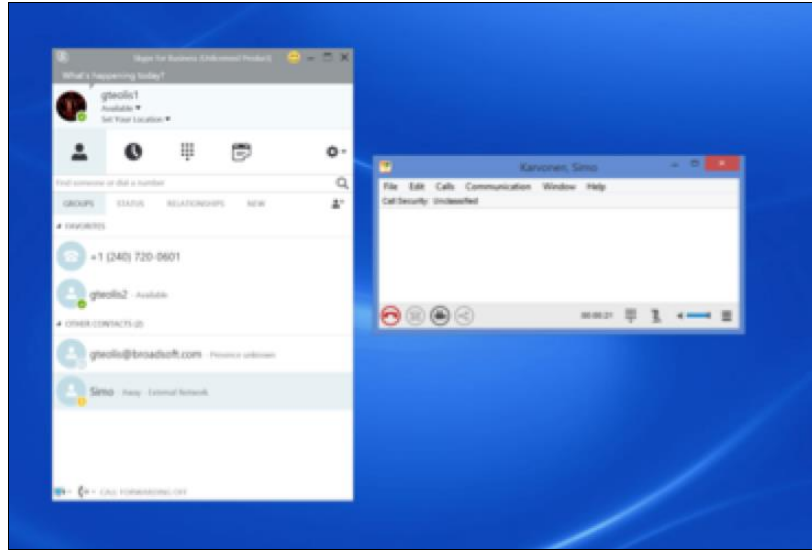 Skype for Business (Unlicensed Product)
What's happening today?
gteolis1
Available
Set Your Location
Find someone or dial a number
GROUPS STATUS RELATIONSHIPS NEW
FAVORITES
+1 (240) 720-0601
gteolis2 - Available
OTHER CONTACTS (2)
gteolis@broadsoft.com - Presence unknown
Simo - Away - External Network
CALL FORWARDING OFF
Karvonen, Simo
File Edit Calls Communication Window Help
Call Security: Unclassified
00:00:21